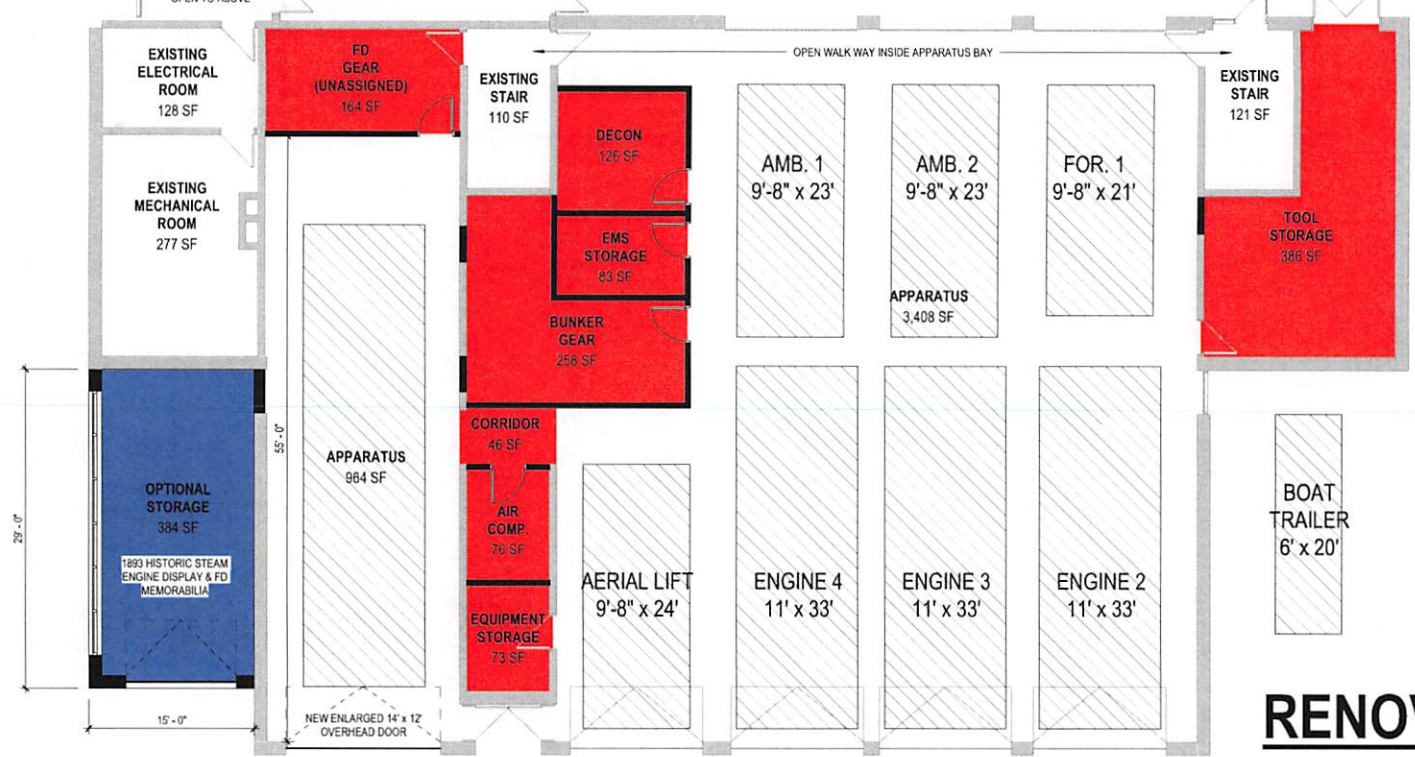 OPEN TO ABOVE
EXISTING
ELECTRICAL
ROOM
128 SF
FD
GEAR
(UNASSIGNED)
164 SF
EXISTING
STAIR
110 SF
OPEN WALK WAY INSIDE APPARATUS BAY
EXISTING
STAIR
121 SF
DECON
126 SF
AMB. 1
9'-8" x 23'
AMB. 2
9'-8" x 23'
FOR. 1
9'-8" x 21'
EXISTING
MECHANICAL
ROOM
277 SF
EMS
STORAGE
83 SF
TOOL
STORAGE
386 SF
APPARATUS
3,408 SF
BUNKER
GEAR
258 SF
CORRIDOR
46 SF
55' - 0"
APPARATUS
964 SF
29' - 0"
OPTIONAL
STORAGE
384 SF
1893 HISTORIC STEAM
ENGINE DISPLAY & FD
MEMORABILIA
AIR
COMP.
76 SF
BOAT
TRAILER
6' x 20'
AERIAL LIFT
9'-8" x 24'
ENGINE 4
11' x 33'
ENGINE 3
11' x 33'
ENGINE 2
11' x 33'
EQUIPMENT
STORAGE
73 SF
15' - 0"
NEW ENLARGED 14' x 12'
OVERHEAD DOOR
RENOV